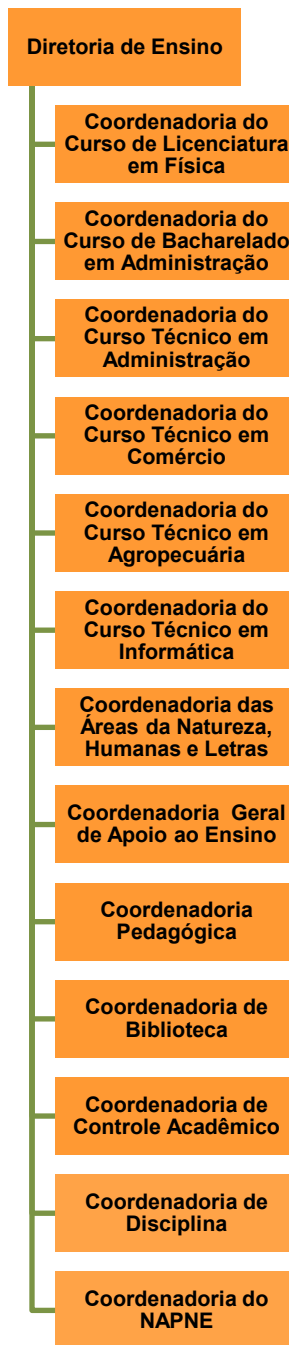 Diretoria de Ensino
Coordenadoria do
Curso de Licenciatura
em Física
Coordenadoria do
Curso de Bacharelado
em Administração
Coordenadoria do
Curso Técnico em
Administração
Coordenadoria do
Curso Técnico em
Comércio
Coordenadoria do
Curso Técnico em
Agropecuária
Coordenadoria do
Curso Técnico em
Informática
Coordenadoria das
Áreas da Natureza,
Humanas e Letras
Coordenadoria Geral
de Apoio ao Ensino
Coordenadoria
Pedagógica
Coordenadoria de
Biblioteca
Coordenadoria de
Controle Acadêmico
Coordenadoria de
Disciplina
Coordenadoria do
NAPNE